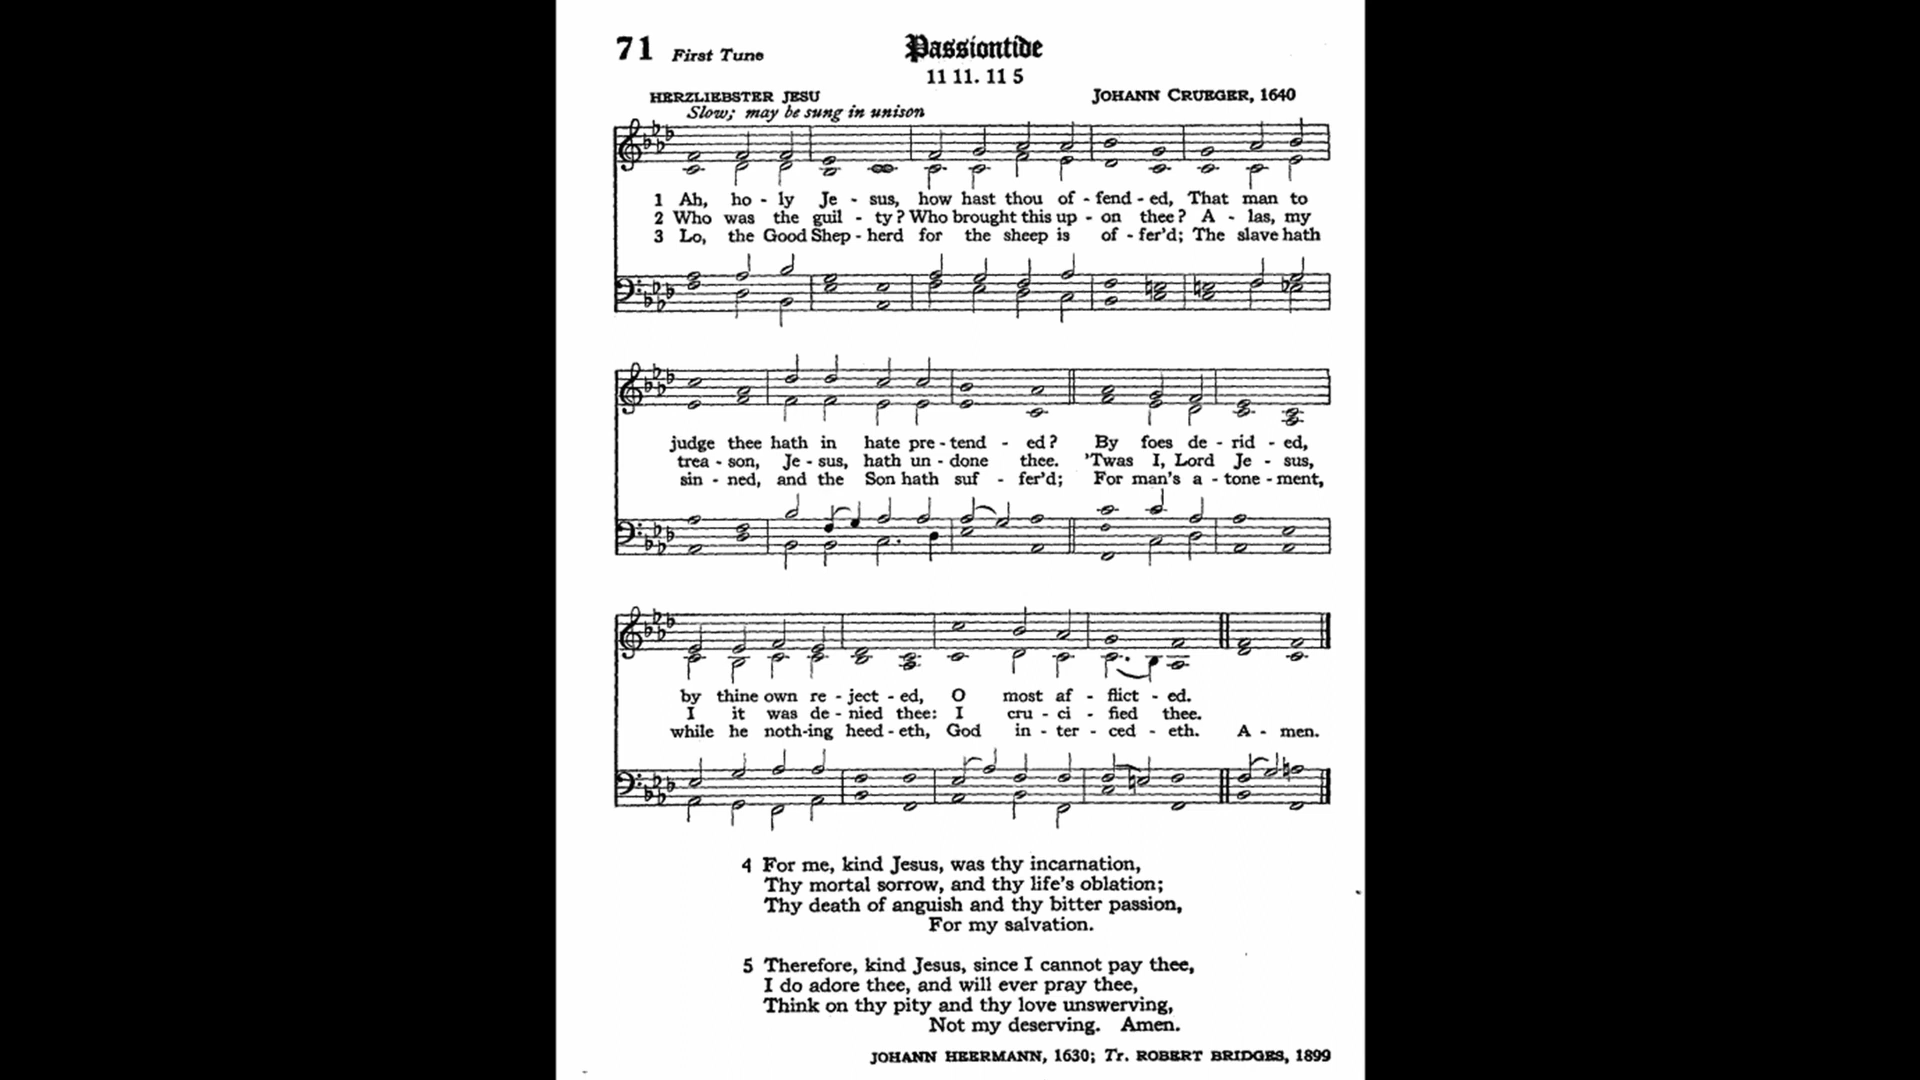 71 First Tune Passiontide
11 11. 11 5
HERZLIEBSTER JESU JOHANN CRUEGER, 1640
Slow; may be sung in unison
1 Ah, ho - ly Je - sus, how hast thou of - fend - ed, That man to
2 Who was the guil - ty? Who brought this up - on thee? A - las, my
3 Lo, the Good Shep - herd for the sheep is of - fer'd; The slave hath
judge thee hath in hate pre - tend - ed? By foes de - rid - ed,
trea - son, Je - sus, hath un - done thee. 'Twas I, Lord Je - sus,
sin - ned, and the Son hath suf - fer'd; For man's a - tone - ment,
by thine own re - ject - ed, O most af - flict - ed.
I it was de - nied thee: I cru - ci - fied thee.
while he noth - ing heed - eth, God in - ter - ced - eth. A - men.
4 For me, kind Jesus, was thy incarnation,
Thy mortal sorrow, and thy life's oblation;
Thy death of anguish and thy bitter passion,
For my salvation.
5 Therefore, kind Jesus, since I cannot pay thee,
I do adore thee, and will ever pray thee,
Think on thy pity and thy love unswerving,
Not my deserving. Amen.
JOHANN HEERMANN, 1630; Tr. ROBERT BRIDGES, 1899